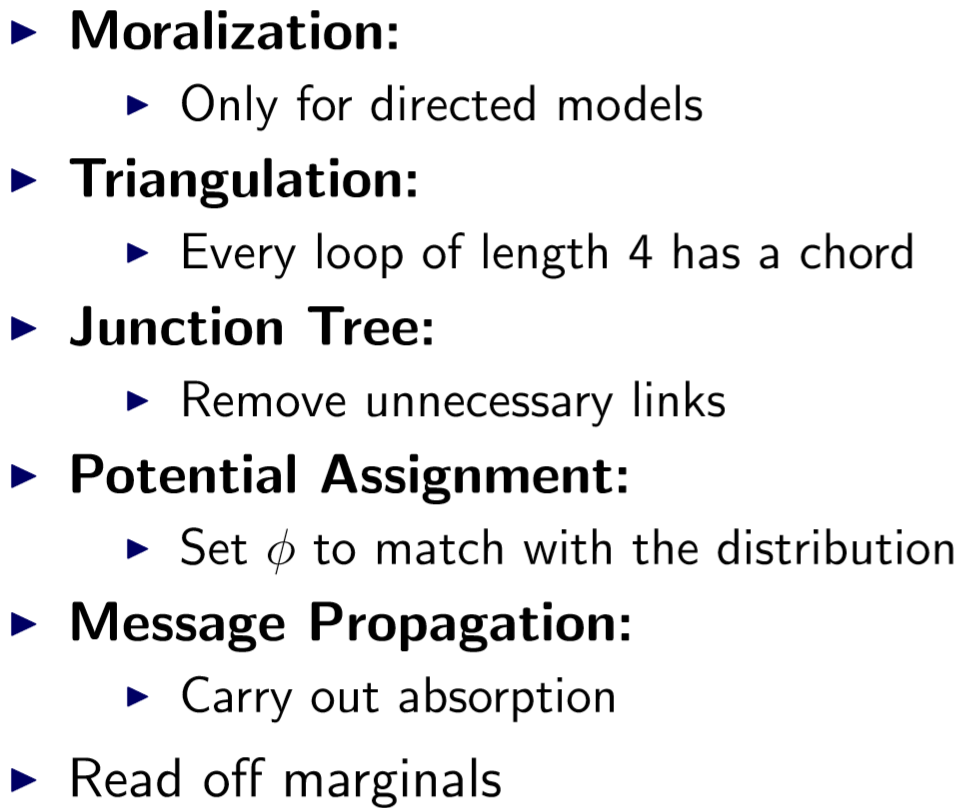 Moralization:
Only for directed models
Triangulation:
Every loop of length 4 has a chord
Junction Tree:
Remove unnecessary links
Potential Assignment:
Set ϕ to match with the distribution
Message Propagation:
Carry out absorption
Read off marginals